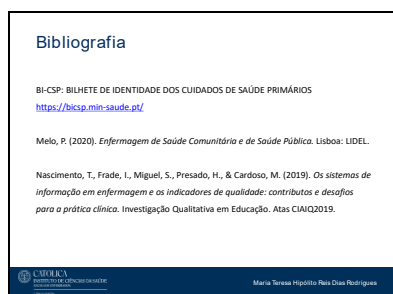 Bibliografia
BI-CSP: BILHETE DE IDENTIDADE DOS CUIDADOS DE SAÚDE PRIMÁRIOS
https://bicsp.min-saude.pt/
Melo, P. (2020). Enfermagem de Saúde Comunitária e de Saúde Pública. Lisboa: LIDEL.
Nascimento, T., Frade, I., Miguel, S., Presado, H., & Cardoso, M. (2019). Os sistemas de
informação em enfermagem e os indicadores de qualidade: contributos e desafios
para a prática clínica. Investigação Qualitativa em Educação. Atas CIAIQ2019.
CATOLICA
INSTITUTO DE CIÊNCIAS DA SAÚDE
Maria Teresa Hipólito Reis Dias Rodrigues